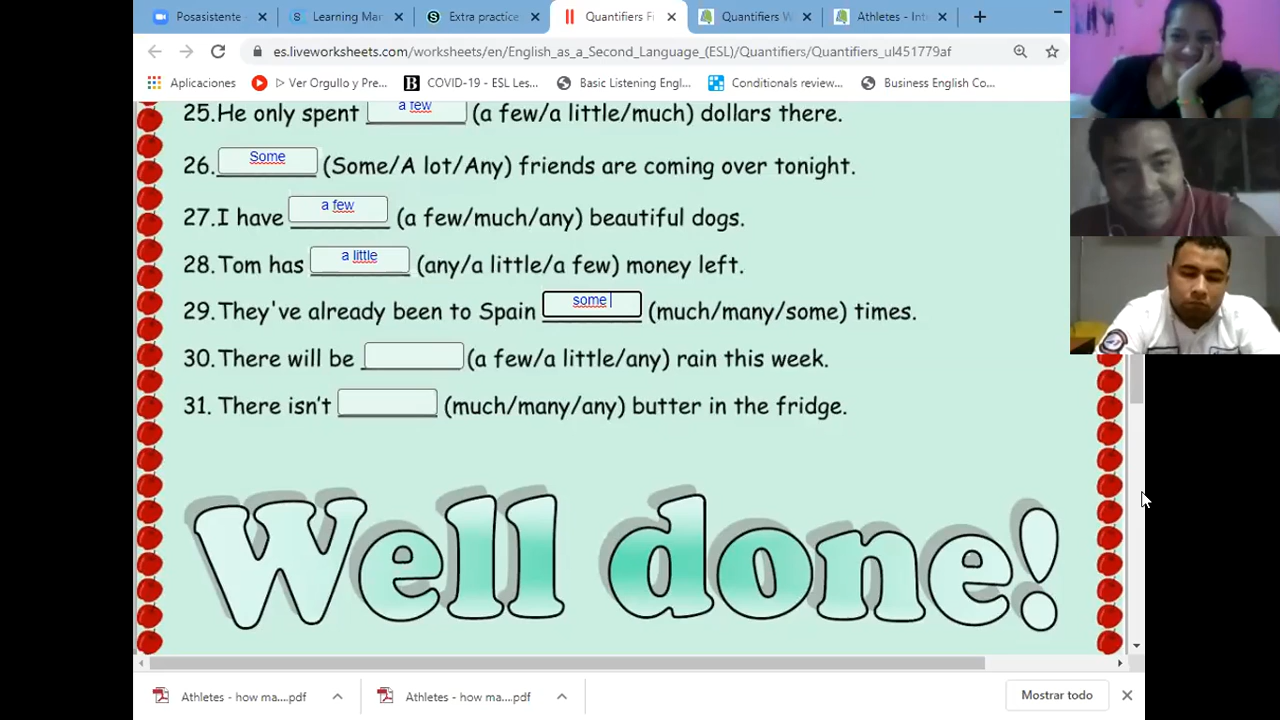 Posasistente
Learning Mar
Extra practice
Quantifiers Fi
Quantifiers W
Athletes - Int
es.liveworksheets.com/worksheets/en/English_as_a_Second_Language_(ESL)/Quantifiers/Quantifiers_ul451779af
Aplicaciones
▷ Ver Orgullo y Pre...
COVID-19 - ESL Les...
Basic Listening Engl...
Conditionals review...
Business English Co...
25.He only spent a few (a few/a little/much) dollars there.
26. Some (Some/A lot/Any) friends are coming over tonight.
27.I have a few (a few/much/any) beautiful dogs.
28.Tom has a little (any/a little/a few) money left.
29.They've already been to Spain some (much/many/some) times.
30.There will be (a few/a little/any) rain this week.
31. There isn't (much/many/any) butter in the fridge.
Well done!
Athletes - how ma....pdf
Athletes - how ma....pdf
Mostrar todo